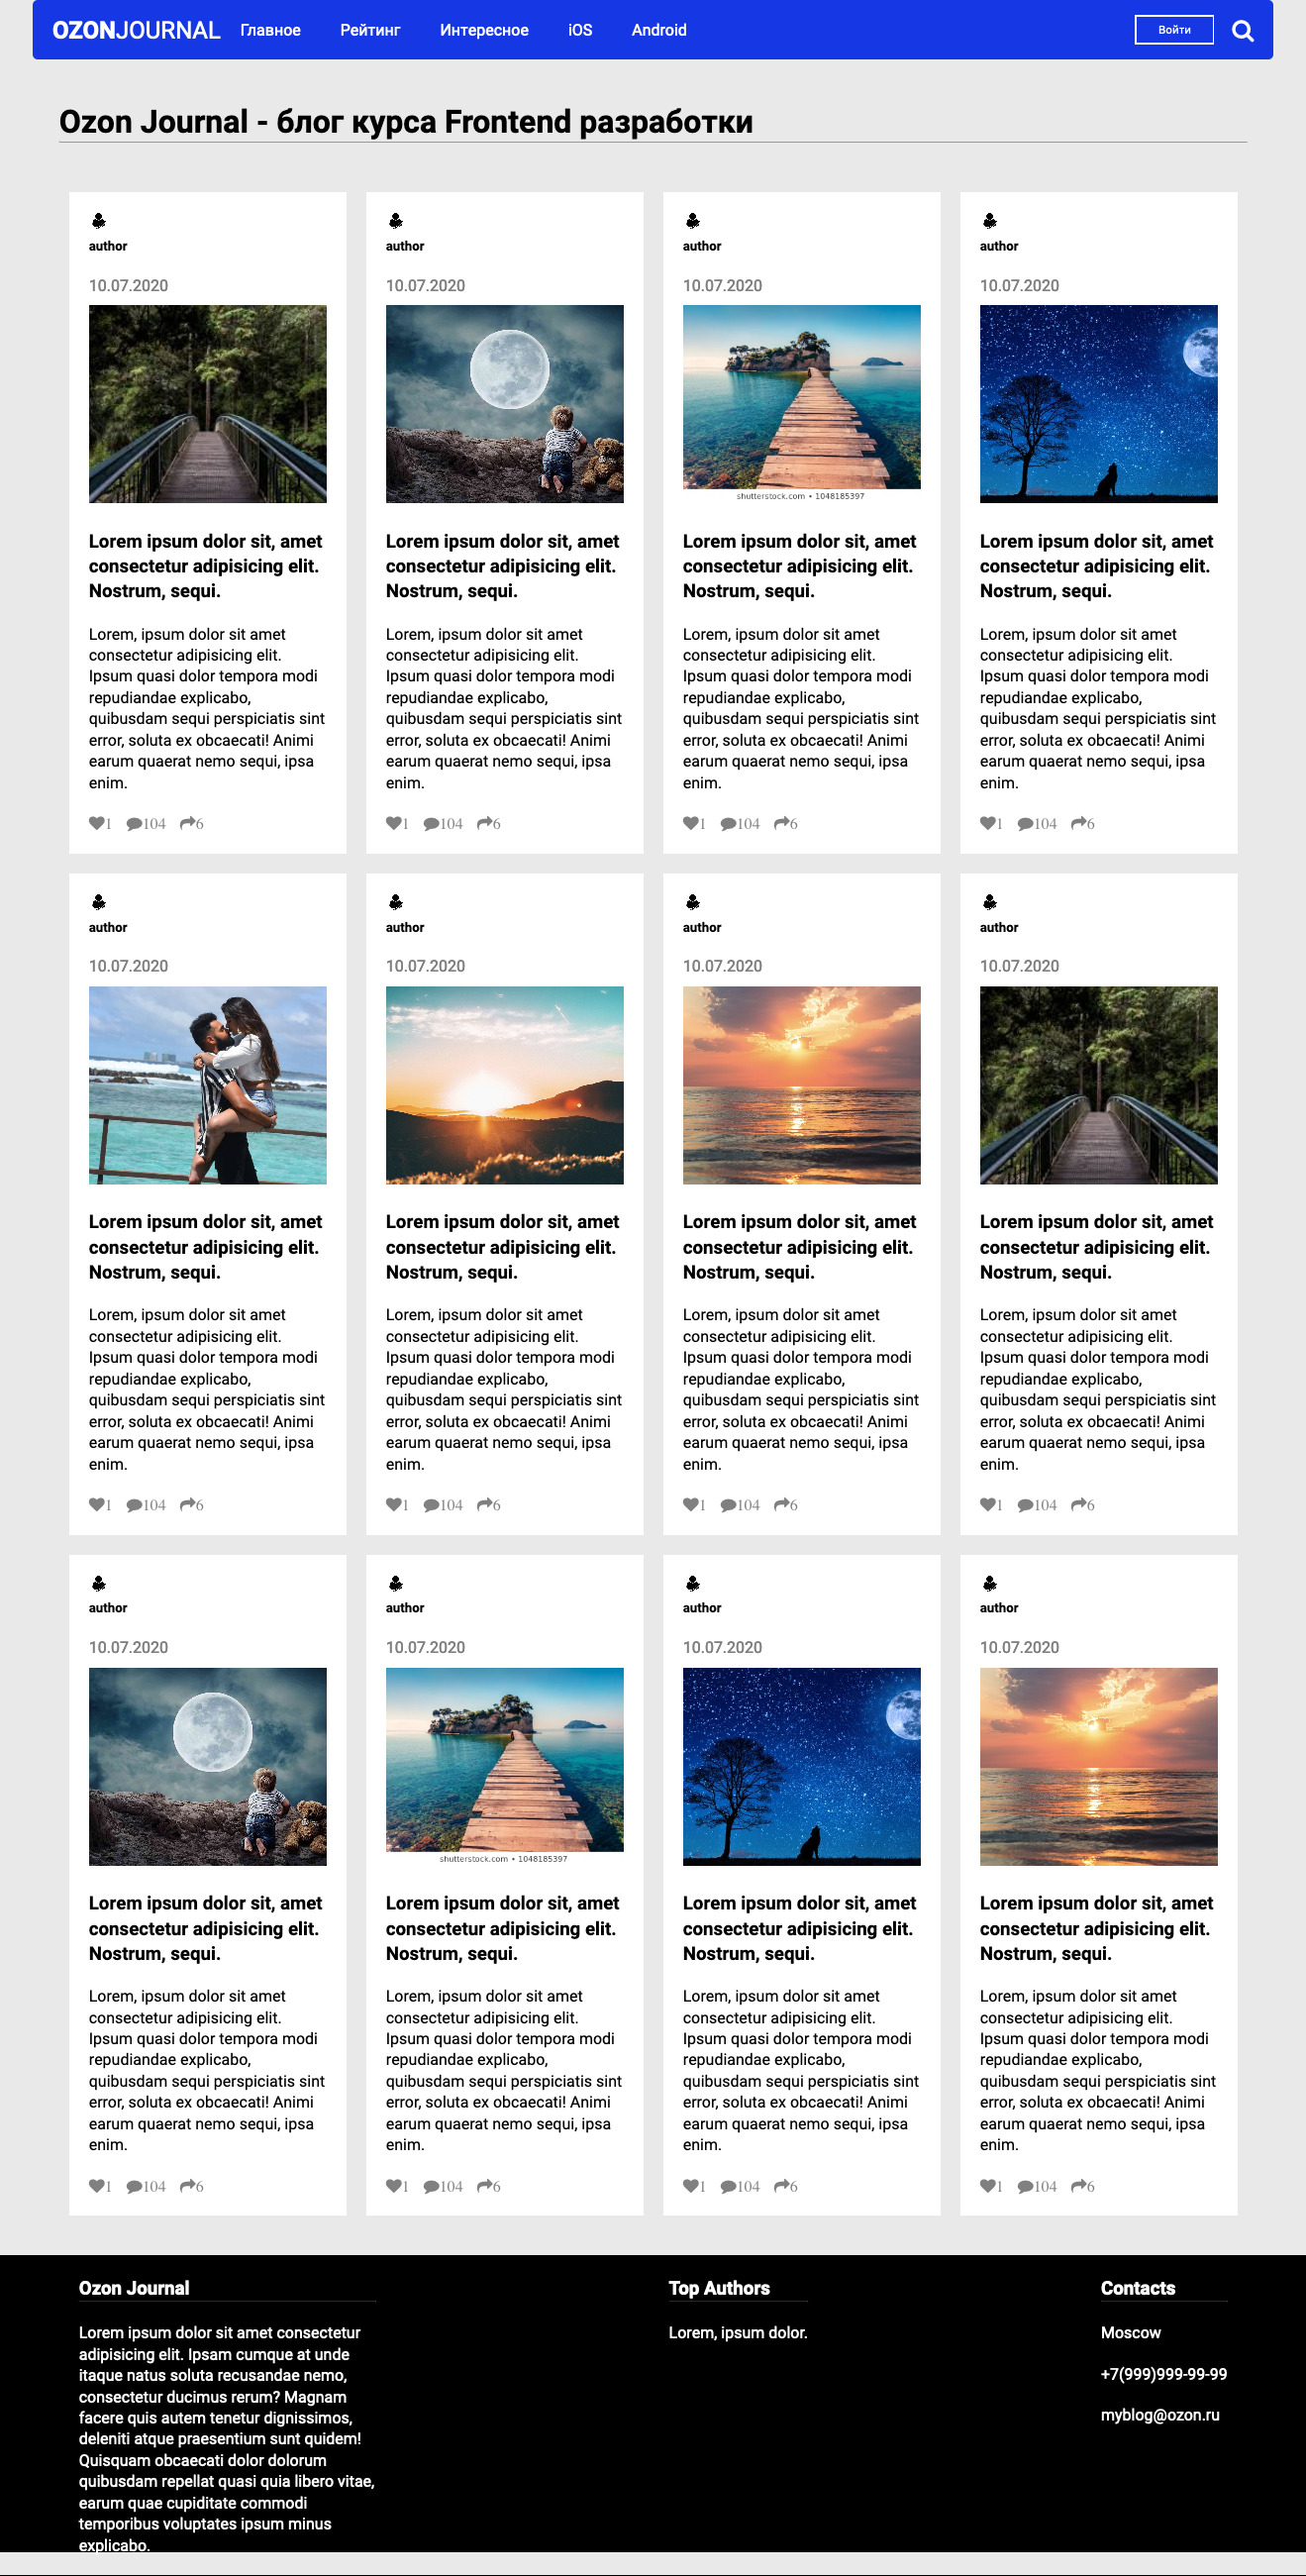 OZONJOURNAL Главное Рейтинг Интересное iOS Android Войти
Ozon Journal - блог курса Frontend разработки
author
10.07.2020
Lorem ipsum dolor sit, amet
consectetur adipisicing elit.
Nostrum, sequi.
Lorem, ipsum dolor sit amet
consectetur adipisicing elit.
Ipsum quasi dolor tempora modi
repudiandae explicabo,
quibusdam sequi perspiciatis sint
error, soluta ex obcaecati! Animi
earum quaerat nemo sequi, ipsa
enim.
1 104 6
author
10.07.2020
Lorem ipsum dolor sit, amet
consectetur adipisicing elit.
Nostrum, sequi.
Lorem, ipsum dolor sit amet
consectetur adipisicing elit.
Ipsum quasi dolor tempora modi
repudiandae explicabo,
quibusdam sequi perspiciatis sint
error, soluta ex obcaecati! Animi
earum quaerat nemo sequi, ipsa
enim.
1 104 6
author
10.07.2020
shutterstock.com • 1048185397
Lorem ipsum dolor sit, amet
consectetur adipisicing elit.
Nostrum, sequi.
Lorem, ipsum dolor sit amet
consectetur adipisicing elit.
Ipsum quasi dolor tempora modi
repudiandae explicabo,
quibusdam sequi perspiciatis sint
error, soluta ex obcaecati! Animi
earum quaerat nemo sequi, ipsa
enim.
1 104 6
author
10.07.2020
Lorem ipsum dolor sit, amet
consectetur adipisicing elit.
Nostrum, sequi.
Lorem, ipsum dolor sit amet
consectetur adipisicing elit.
Ipsum quasi dolor tempora modi
repudiandae explicabo,
quibusdam sequi perspiciatis sint
error, soluta ex obcaecati! Animi
earum quaerat nemo sequi, ipsa
enim.
1 104 6
author
10.07.2020
Lorem ipsum dolor sit, amet
consectetur adipisicing elit.
Nostrum, sequi.
Lorem, ipsum dolor sit amet
consectetur adipisicing elit.
Ipsum quasi dolor tempora modi
repudiandae explicabo,
quibusdam sequi perspiciatis sint
error, soluta ex obcaecati! Animi
earum quaerat nemo sequi, ipsa
enim.
1 104 6
author
10.07.2020
Lorem ipsum dolor sit, amet
consectetur adipisicing elit.
Nostrum, sequi.
Lorem, ipsum dolor sit amet
consectetur adipisicing elit.
Ipsum quasi dolor tempora modi
repudiandae explicabo,
quibusdam sequi perspiciatis sint
error, soluta ex obcaecati! Animi
earum quaerat nemo sequi, ipsa
enim.
1 104 6
author
10.07.2020
Lorem ipsum dolor sit, amet
consectetur adipisicing elit.
Nostrum, sequi.
Lorem, ipsum dolor sit amet
consectetur adipisicing elit.
Ipsum quasi dolor tempora modi
repudiandae explicabo,
quibusdam sequi perspiciatis sint
error, soluta ex obcaecati! Animi
earum quaerat nemo sequi, ipsa
enim.
1 104 6
author
10.07.2020
Lorem ipsum dolor sit, amet
consectetur adipisicing elit.
Nostrum, sequi.
Lorem, ipsum dolor sit amet
consectetur adipisicing elit.
Ipsum quasi dolor tempora modi
repudiandae explicabo,
quibusdam sequi perspiciatis sint
error, soluta ex obcaecati! Animi
earum quaerat nemo sequi, ipsa
enim.
1 104 6
author
10.07.2020
Lorem ipsum dolor sit, amet
consectetur adipisicing elit.
Nostrum, sequi.
Lorem, ipsum dolor sit amet
consectetur adipisicing elit.
Ipsum quasi dolor tempora modi
repudiandae explicabo,
quibusdam sequi perspiciatis sint
error, soluta ex obcaecati! Animi
earum quaerat nemo sequi, ipsa
enim.
1 104 6
author
10.07.2020
shutterstock.com • 1048185397
Lorem ipsum dolor sit, amet
consectetur adipisicing elit.
Nostrum, sequi.
Lorem, ipsum dolor sit amet
consectetur adipisicing elit.
Ipsum quasi dolor tempora modi
repudiandae explicabo,
quibusdam sequi perspiciatis sint
error, soluta ex obcaecati! Animi
earum quaerat nemo sequi, ipsa
enim.
1 104 6
author
10.07.2020
Lorem ipsum dolor sit, amet
consectetur adipisicing elit.
Nostrum, sequi.
Lorem, ipsum dolor sit amet
consectetur adipisicing elit.
Ipsum quasi dolor tempora modi
repudiandae explicabo,
quibusdam sequi perspiciatis sint
error, soluta ex obcaecati! Animi
earum quaerat nemo sequi, ipsa
enim.
1 104 6
author
10.07.2020
Lorem ipsum dolor sit, amet
consectetur adipisicing elit.
Nostrum, sequi.
Lorem, ipsum dolor sit amet
consectetur adipisicing elit.
Ipsum quasi dolor tempora modi
repudiandae explicabo,
quibusdam sequi perspiciatis sint
error, soluta ex obcaecati! Animi
earum quaerat nemo sequi, ipsa
enim.
1 104 6
Ozon Journal
Lorem ipsum dolor sit amet consectetur
adipisicing elit. Ipsam cumque at unde
itaque natus soluta recusandae nemo,
consectetur ducimus rerum? Magnam
facere quis autem tenetur dignissimos,
deleniti atque praesentium sunt quidem!
Quisquam obcaecati dolor dolorum
quibusdam repellat quasi quia libero vitae,
earum quae cupiditate commodi
temporibus voluptates ipsum minus
explicabo.
Top Authors
Lorem, ipsum dolor.
Contacts
Moscow
+7(999)999-99-99
myblog@ozon.ru